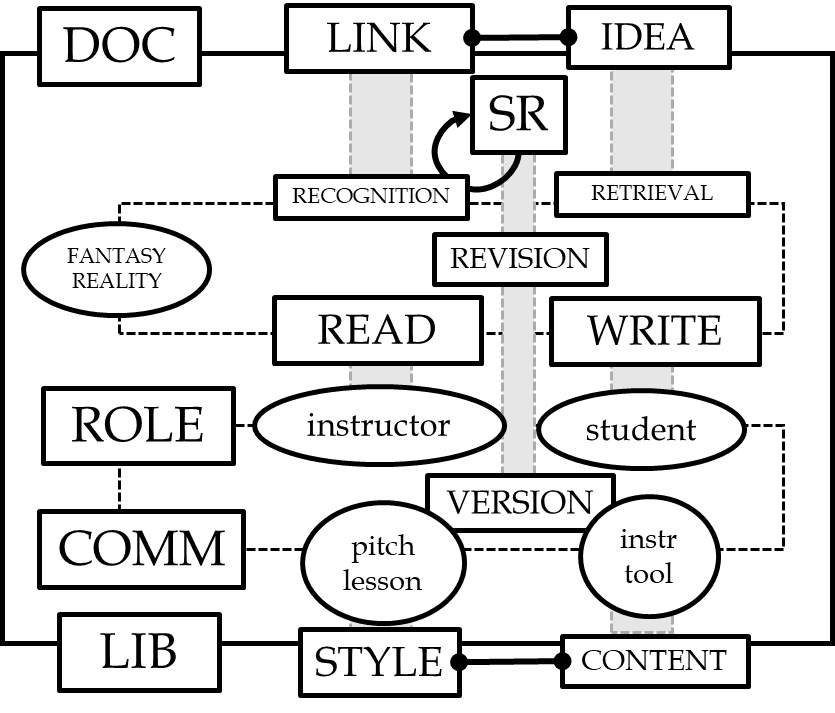 DOC
LINK
IDEA
SR
RECOGNITION
RETRIEVAL
FANTASY
REALITY
REVISION
READ
WRITE
ROLE
instructor
student
VERSION
COMM
pitch
lesson
instr
tool
LIB
STYLE
CONTENT